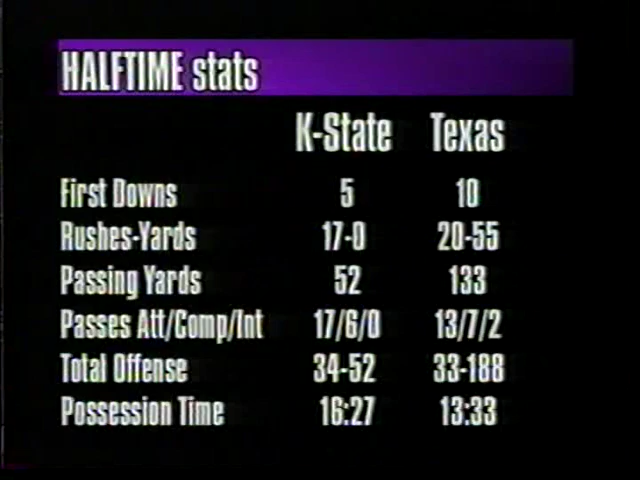 HALFTIME stats
K-State Texas
First Downs 5 10
Rushes-Yards 17-0 20-55
Passing Yards 52 133
Passes Att/Comp/Int 17/6/0 13/7/2
Total Offense 34-52 33-188
Possession Time 16:27 13:33